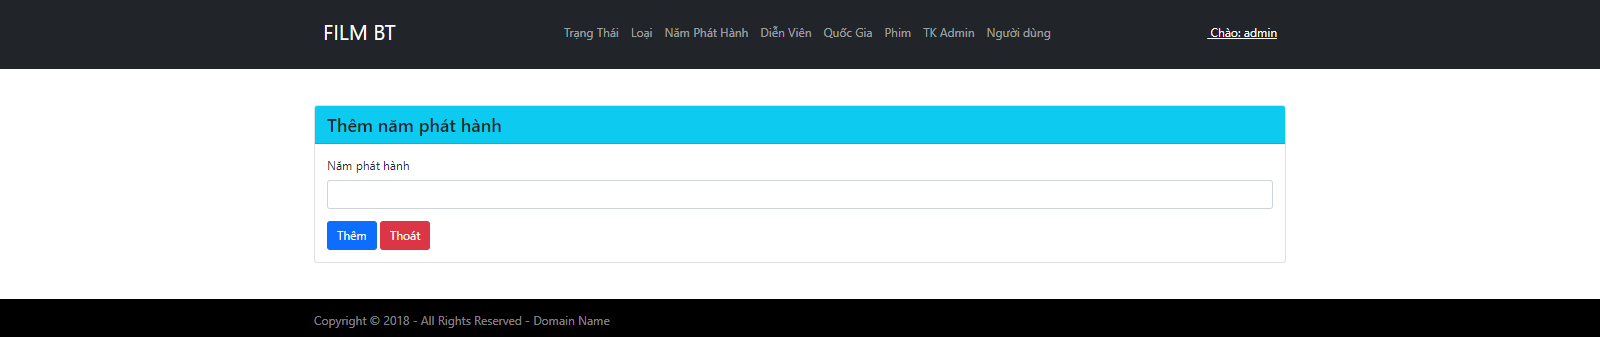 FILM BT
Trạng Thái Loại Năm Phát Hành Diễn Viên Quốc Gia Phim TK Admin Người dùng
Chào: admin
Thêm năm phát hành
Năm phát hành
Thêm Thoát
Copyright © 2018 - All Rights Reserved - Domain Name